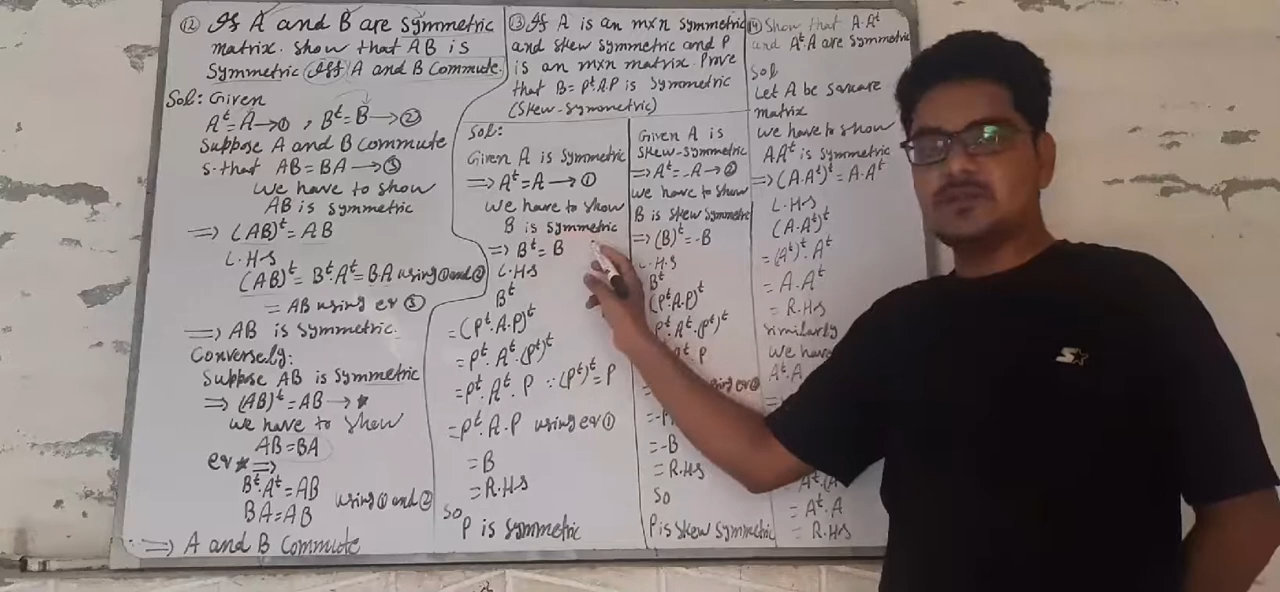 ⑫ If A and B are symmetric
matrix. Show that AB is
Symmetric iff A and B Commute.
Sol: Given
Aᵗ=A→①, Bᵗ=B→②
Suppose A and B Commute
s.that AB=BA→③
We have to show
AB is symmetric
⇒ (AB)ᵗ=AB
L.H.S
(AB)ᵗ=Bᵗ.Aᵗ=BA using ① and ②
=AB using eq ③
⇒ AB is Symmetric.
Conversely:
Suppose AB is symmetric
⇒ (AB)ᵗ=AB→*
We have to show
AB=BA
eq *⇒
Bᵗ.Aᵗ=AB
BA=AB using ① and ②
⇒ A and B Commute
⑬ If A is an m×n symmetric
and skew symmetric and P
is an m×n matrix. Prove
that B=Pᵗ.A.P is Symmetric
(Skew-Symmetric)
Sol:
Given A is Symmetric
⇒ Aᵗ=A→①
We have to show
B is symmetric
⇒ Bᵗ=B
L.H.S
Bᵗ
=(Pᵗ.A.P)ᵗ
=Pᵗ.Aᵗ.(Pᵗ)ᵗ
=Pᵗ.Aᵗ.P ∵(Pᵗ)ᵗ=P
=Pᵗ.A.P using eq ①
=B
=R.H.S
So
P is Symmetric
Given A is
Skew-symmetric
⇒ Aᵗ=-A→②
We have to show
B is skew symmetric
⇒ (B)ᵗ=-B
L.H.S
Bᵗ
(Pᵗ.A.P)ᵗ
Pᵗ.Aᵗ.(Pᵗ)ᵗ
P
=
=-P
=-B
=R.H.S
So
P is Skew Symmetric
⑭ Show that A.Aᵗ
and Aᵗ.A are Symmetric
Sol
Let A be square
matrix
We have to show
AAᵗ is symmetric
⇒ (A.Aᵗ)ᵗ=A.Aᵗ
L.H.S
(A.Aᵗ)ᵗ
=(Aᵗ)ᵗ.Aᵗ
=A.Aᵗ
=R.H.S
Similarly
We have
Aᵗ.A
=Aᵗ.(A
=Aᵗ.A
=R.H.S
S